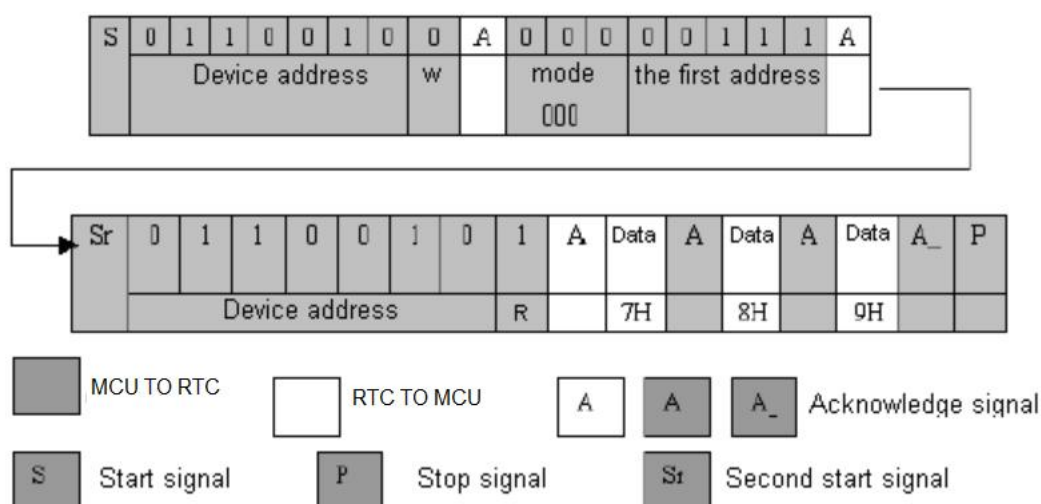 S 0 1 1 0 0 1 0 0 A 0 0 0 0 0 1 1 1 A
Device address w mode the first address
000
Sr 0 1 1 0 0 1 0 1 A Data A Data A Data A_ P
Device address R 7H 8H 9H
MCU TO RTC RTC TO MCU A A A_ Acknowledge signal
S Start signal P Stop signal Sr Second start signal